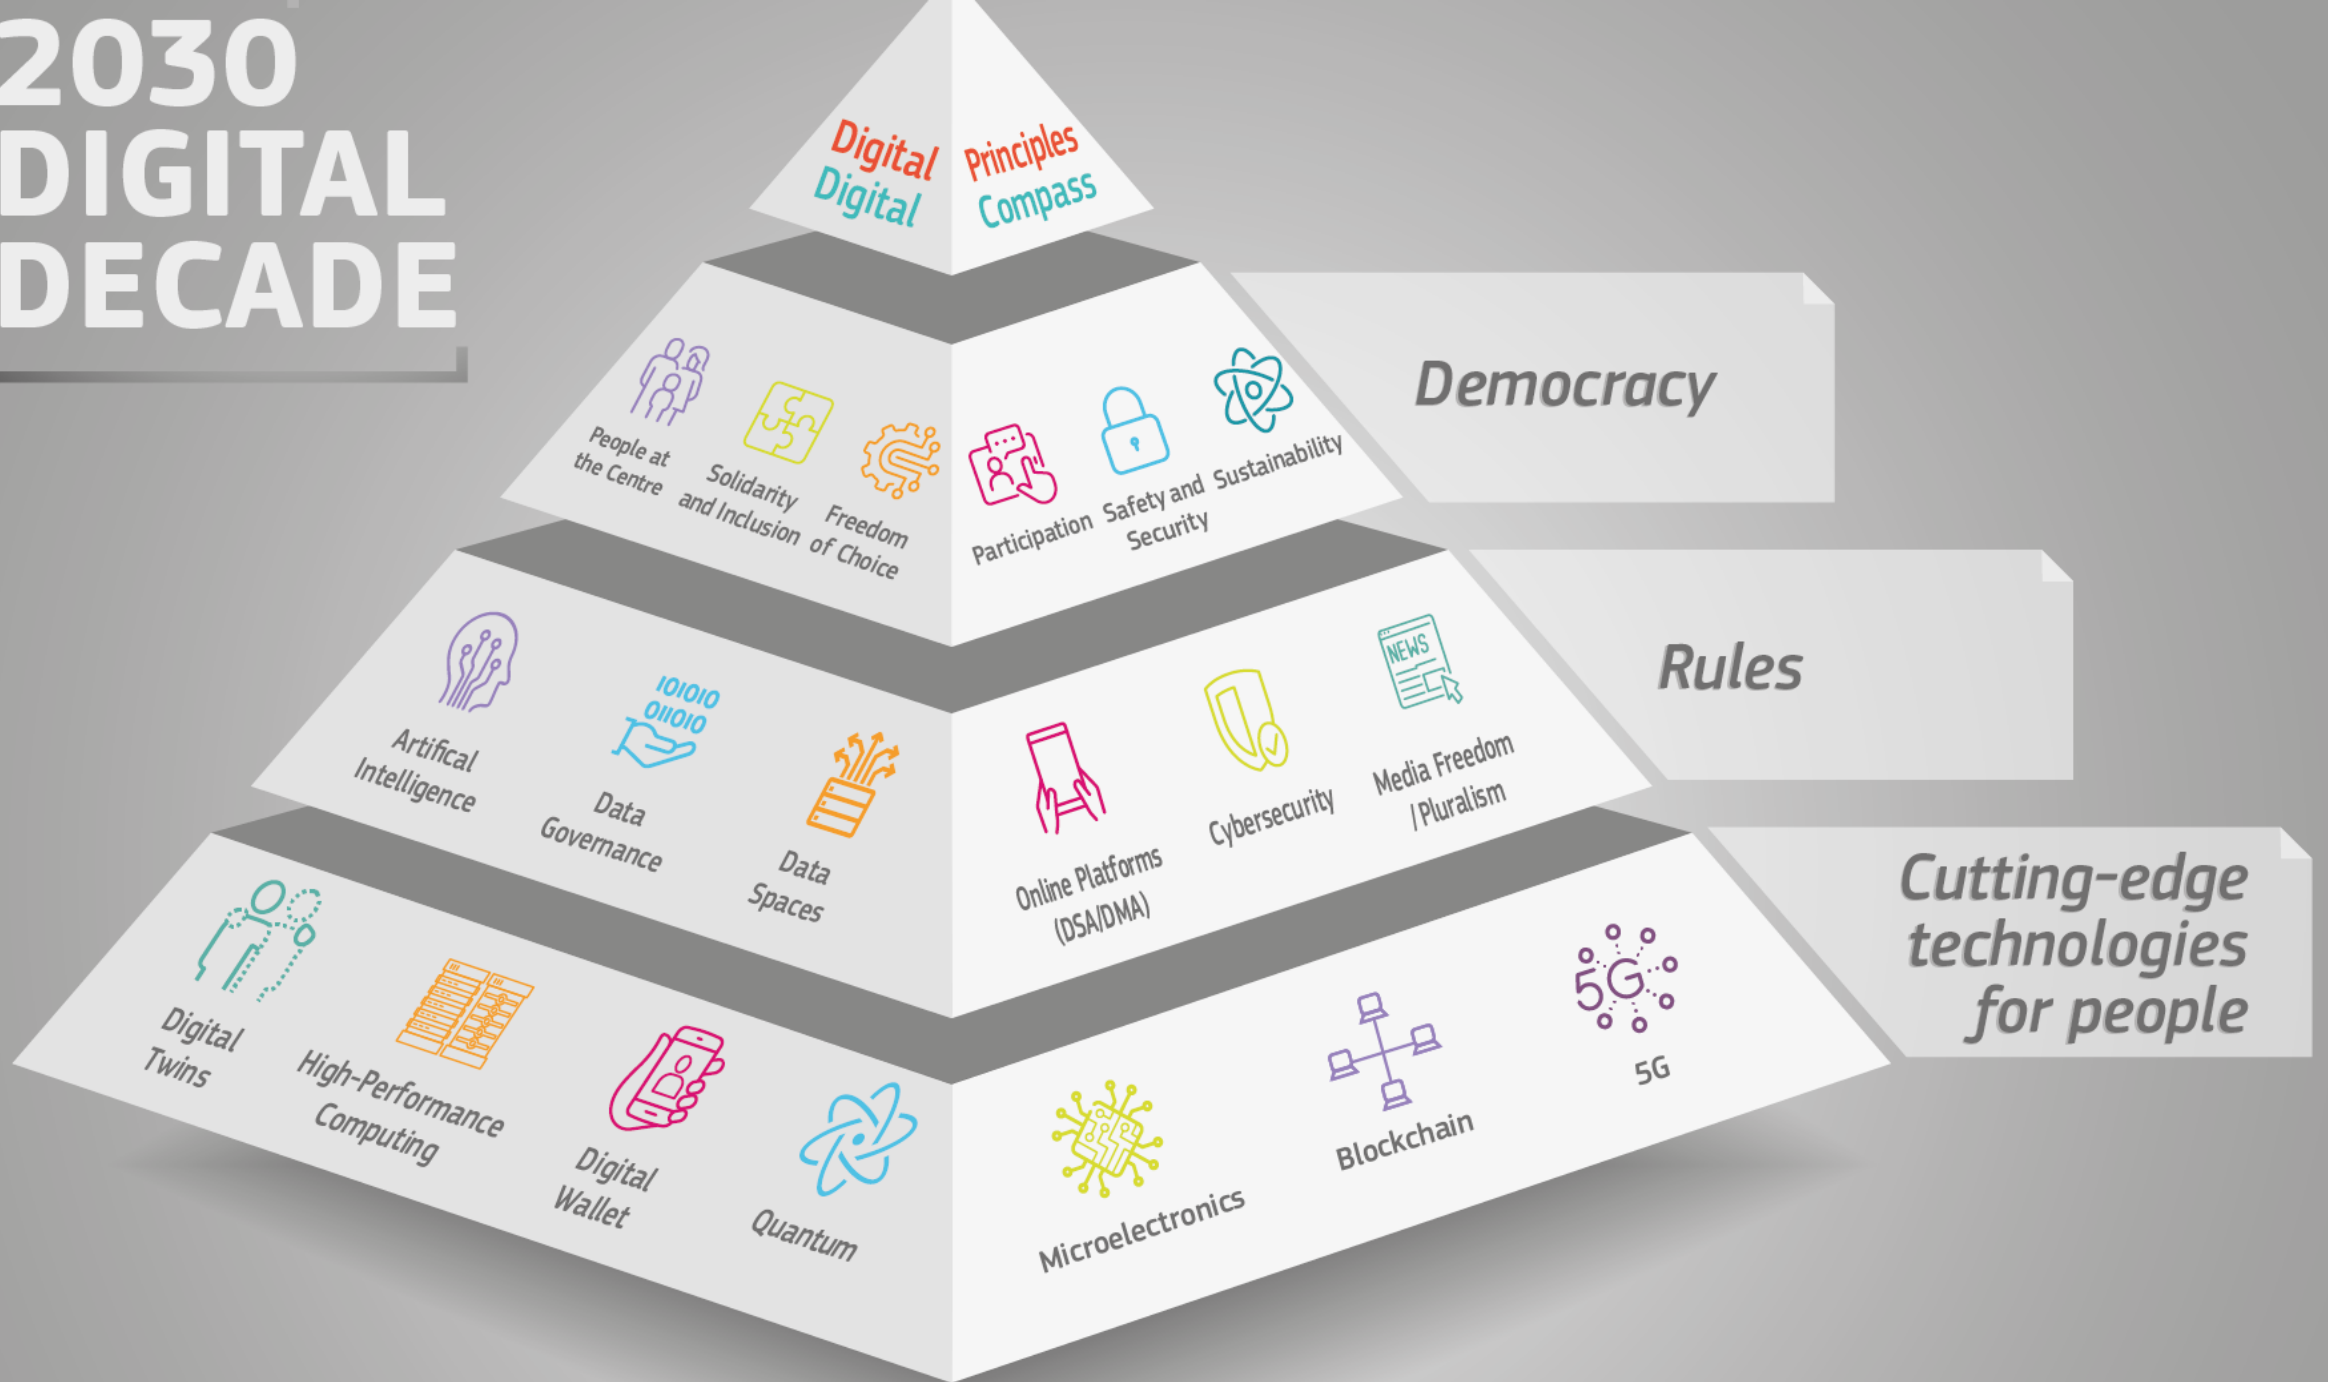 2030
DIGITAL
DECADE
Digital Principles
Digital Compass
People at
the Centre
Solidarity
and Inclusion
Freedom
of Choice
Participation
Safety and
Security
Sustainability
Democracy
Artifical
Intelligence
101010
011010
Data
Governance
Data
Spaces
Online Platforms
(DSA/DMA)
Cybersecurity
NEWS
Media Freedom
/Pluralism
Rules
Digital
Twins
High-Performance
Computing
Digital
Wallet
Quantum
Microelectronics
Blockchain
5G
5G
Cutting-edge
technologies
for people